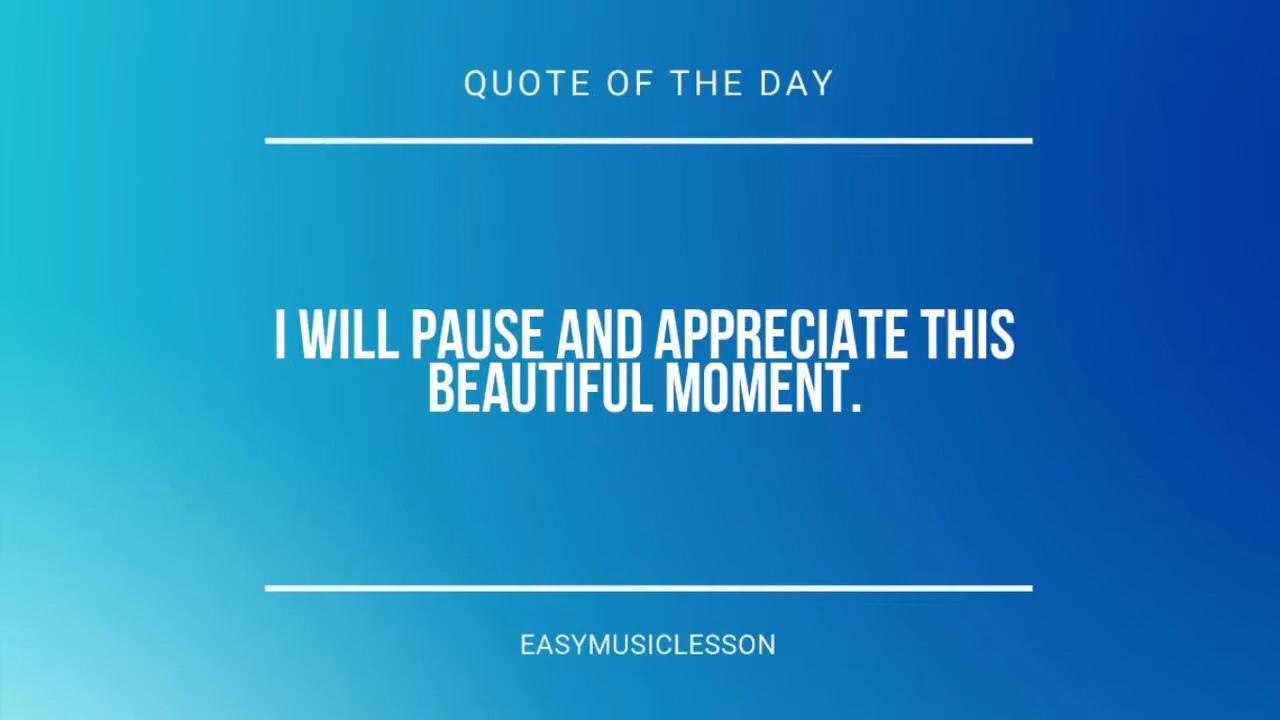 QUOTE OF THE DAY
I WILL PAUSE AND APPRECIATE THIS
BEAUTIFUL MOMENT.
EASYMUSICLESSON